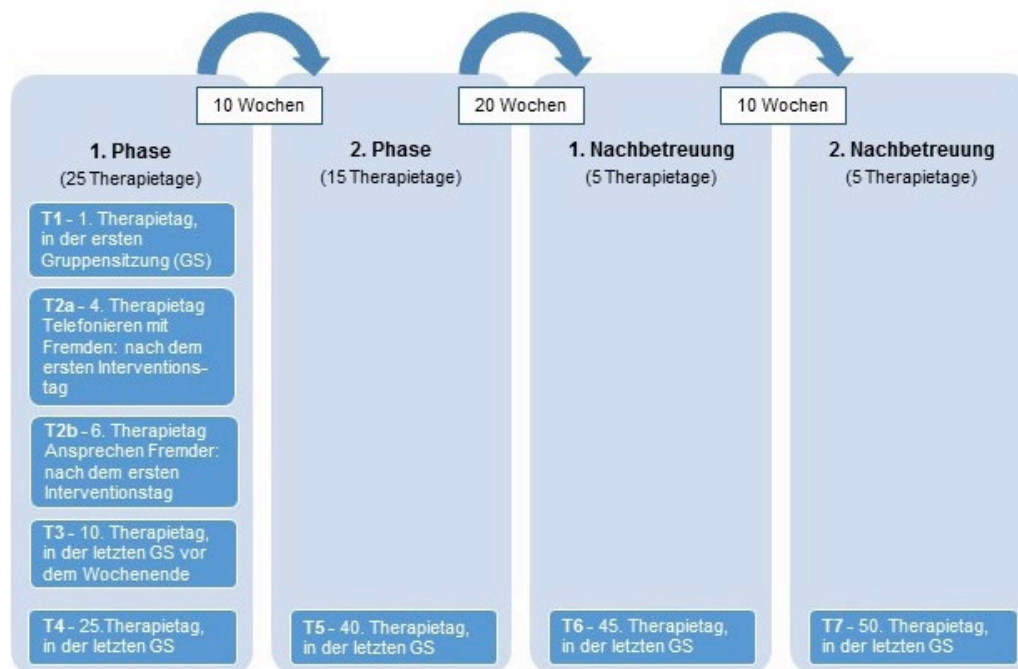 10 Wochen
20 Wochen
10 Wochen
1. Phase
(25 Therapietage)
T1 - 1. Therapietag,
in der ersten
Gruppensitzung (GS)
T2a - 4. Therapietag
Telefonieren mit
Fremden: nach dem
ersten Interventions-
tag
T2b - 6. Therapietag
Ansprechen Fremder:
nach dem ersten
Interventionstag
T3 - 10. Therapietag,
in der letzten GS vor
dem Wochenende
T4 - 25.Therapietag,
in der letzten GS
2. Phase
(15 Therapietage)
T5 - 40. Therapietag,
in der letzten GS
1. Nachbetreuung
(5 Therapietage)
T6 - 45. Therapietag,
in der letzten GS
2. Nachbetreuung
(5 Therapietage)
T7 - 50. Therapietag,
in der letzten GS